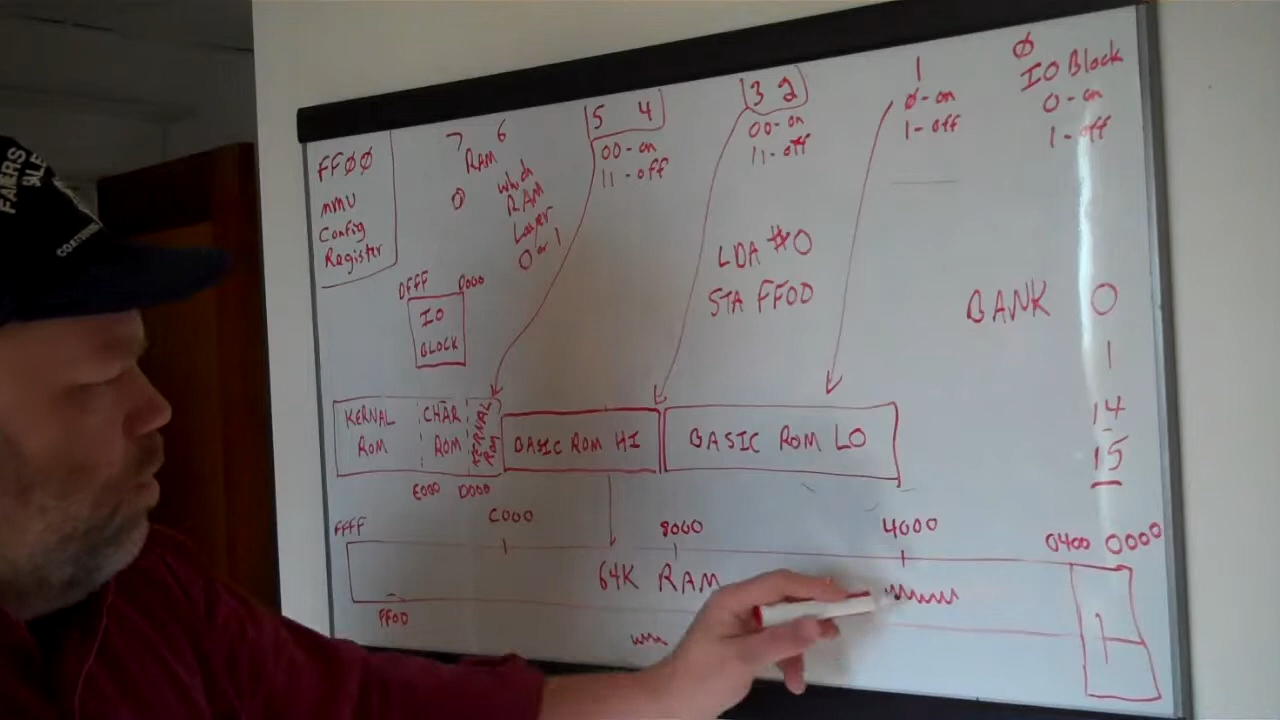 FF00
MMU
Config
Register
7 6
RAM
0
which
RAM
Layer
0 or 1
5 4
00-on
11-off
3 2
00-on
11-off
1
0-on
1-off
0
IO Block
0-on
1-off
LDA #0
STA FF00
BANK 0
1
14
15
DFFF D000
IO
BLOCK
KERNAL
ROM
CHAR
ROM
KERNAL
ROM
BASIC ROM HI
BASIC ROM LO
E000 D000
FFFF
C000
8000
4000
0400 0000
64K RAM
FF00